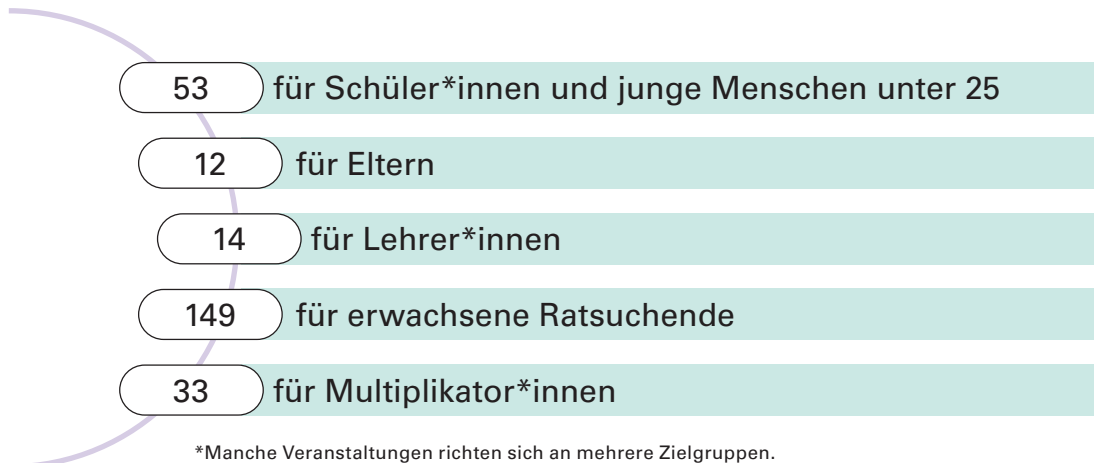 53 für Schüler*innen und junge Menschen unter 25
12 für Eltern
14 für Lehrer*innen
149 für erwachsene Ratsuchende
33 für Multiplikator*innen
*Manche Veranstaltungen richten sich an mehrere Zielgruppen.